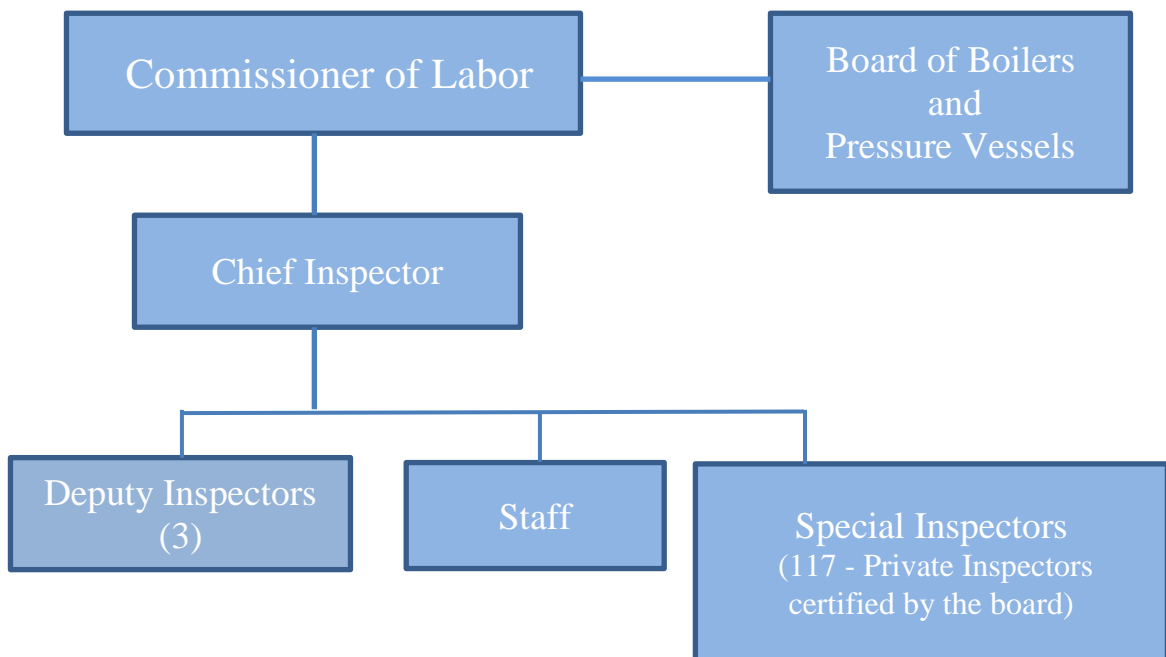 Commissioner of Labor
Board of Boilers
and
Pressure Vessels
Chief Inspector
Deputy Inspectors
(3)
Staff
Special Inspectors
(117 - Private Inspectors
certified by the board)